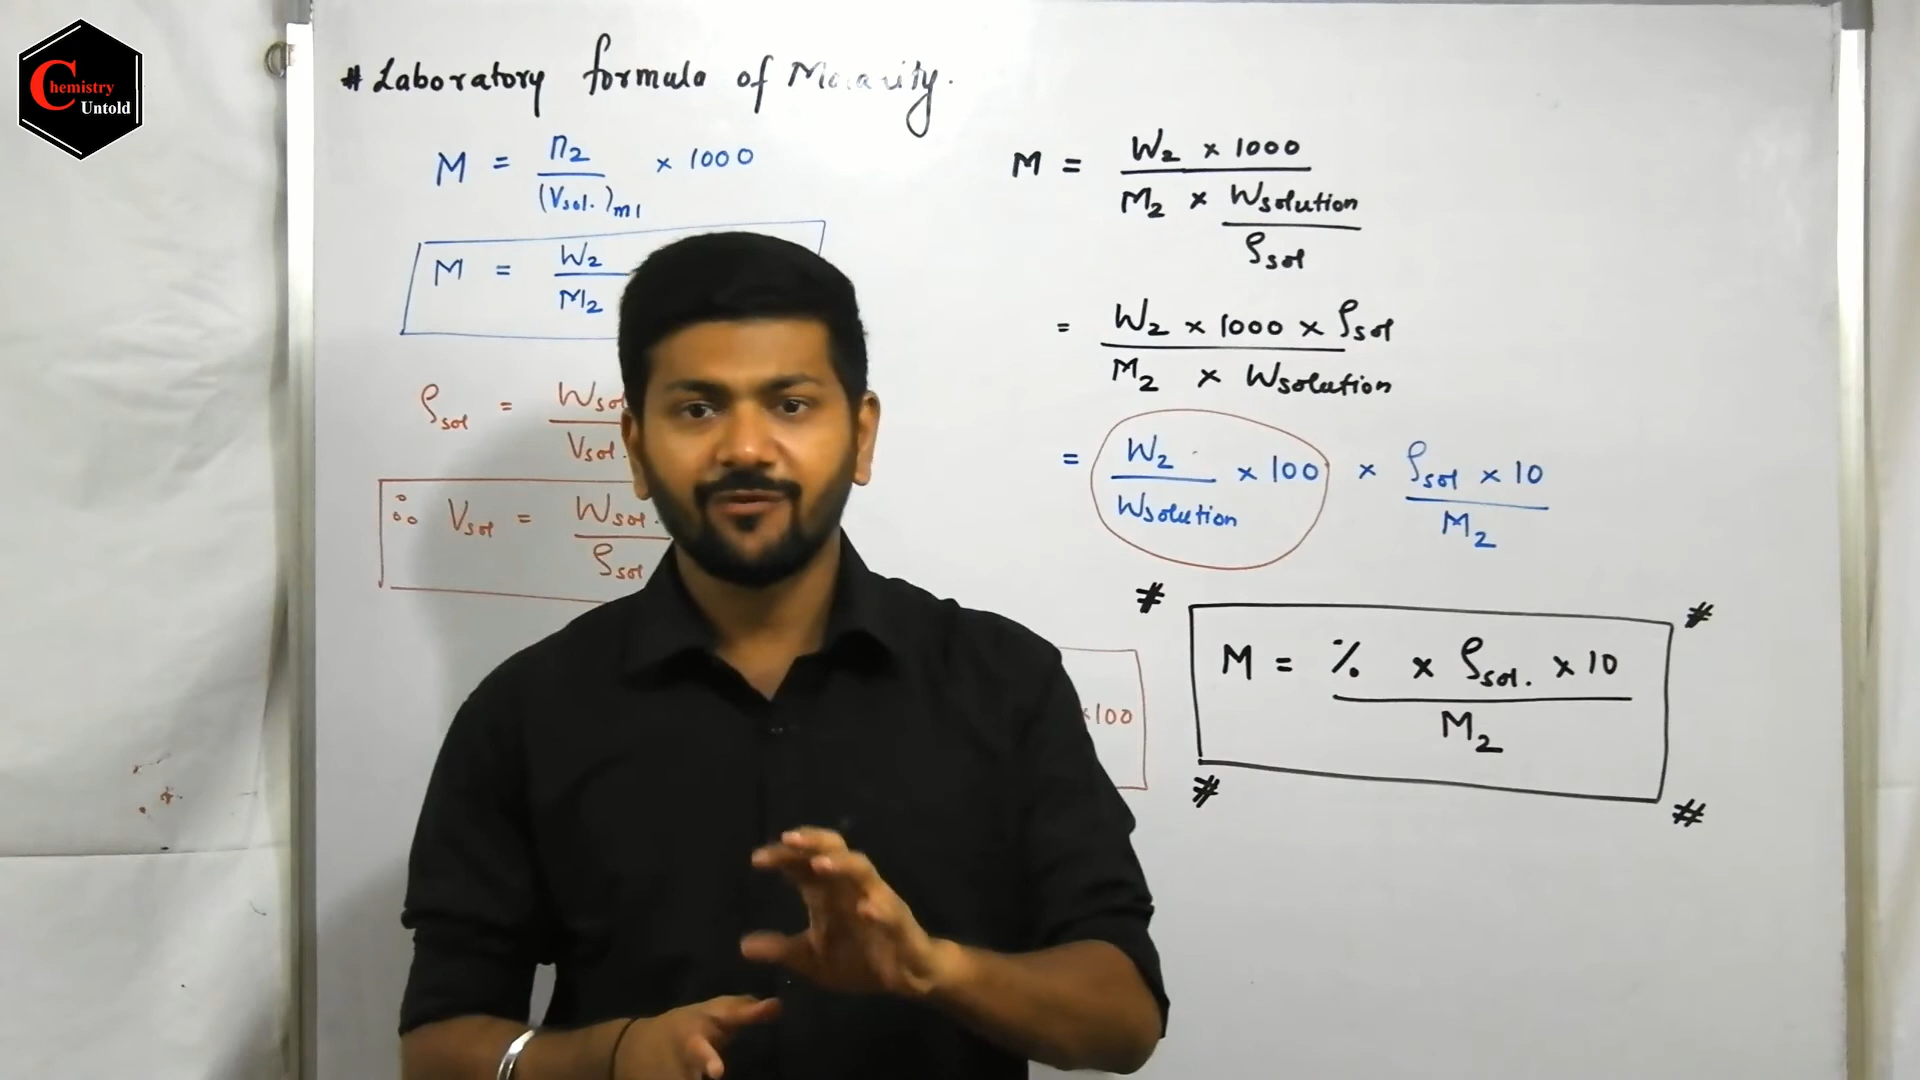 Chemistry
Untold
# Laboratory formula of Molarity.
M = n₂ / (Vsol.)ml × 1000
M = W₂ / M₂
ρsol = Wsol / Vsol.
∴ Vsol = Wsol. / ρsol
×100
M = W₂ × 1000 / M₂ × Wsolution / ρsol
= W₂ × 1000 × ρsol / M₂ × Wsolution
= W₂ / Wsolution × 100 × ρsol × 10 / M₂
# #
M = % × ρsol. × 10 / M₂
# #